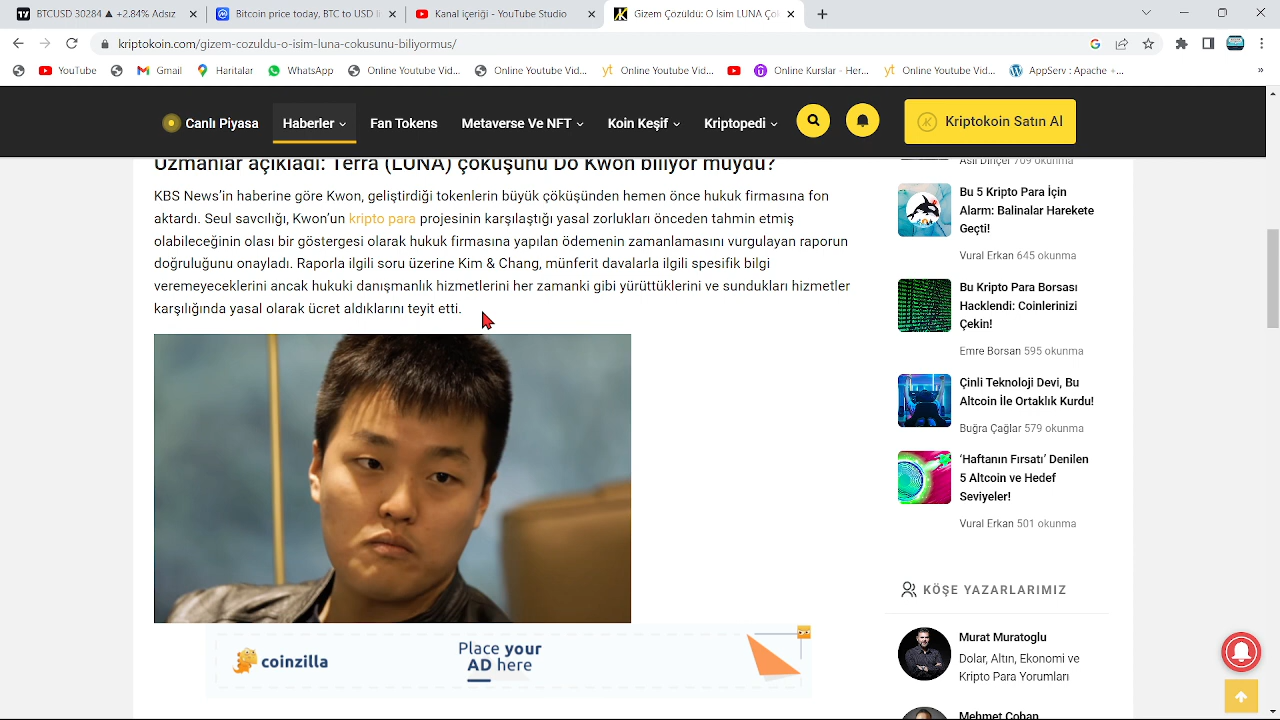 BTCUSD 30284 ▲ +2.84% Adsız
Bitcoin price today, BTC to USD li
Kanal içeriği - YouTube Studio
Gizem Çözüldü: O İsim LUNA Çö
kriptokoin.com/gizem-cozuldu-o-isim-luna-cokusunu-biliyormus/
YouTube
Gmail
Haritalar
WhatsApp
Online Youtube Vid...
Online Youtube Vid...
Online Youtube Vid...
Online Kurslar - Her...
Online Youtube Vid...
AppServ : Apache +...
»
Canlı Piyasa
Haberler
Fan Tokens
Metaverse Ve NFT
Koin Keşif
Kriptopedi
Kriptokoin Satın Al
Uzmanlar açıkladı: Terra (LUNA) çöküşünü Do Kwon biliyor muydu?
KBS News’in haberine göre Kwon, geliştirdiği tokenlerin büyük çöküşünden hemen önce hukuk firmasına fon
aktardı. Seul savcılığı, Kwon’un kripto para projesinin karşılaştığı yasal zorlukları önceden tahmin etmiş
olabileceğinin olası bir göstergesi olarak hukuk firmasına yapılan ödemenin zamanlamasını vurgulayan raporun
doğruluğunu onayladı. Raporla ilgili soru üzerine Kim & Chang, münferit davalarla ilgili spesifik bilgi
veremeyeceklerini ancak hukuki danışmanlık hizmetlerini her zamanki gibi yürüttüklerini ve sundukları hizmetler
karşılığında yasal olarak ücret aldıklarını teyit etti.
coinzilla
Place your
AD here
Aslı Dinçer 709 okunma
Bu 5 Kripto Para İçin
Alarm: Balinalar Harekete
Geçti!
Vural Erkan 645 okunma
Bu Kripto Para Borsası
Hacklendi: Coinlerinizi
Çekin!
Emre Borsan 595 okunma
Çinli Teknoloji Devi, Bu
Altcoin İle Ortaklık Kurdu!
Buğra Çağlar 579 okunma
‘Haftanın Fırsatı’ Denilen
5 Altcoin ve Hedef
Seviyeler!
Vural Erkan 501 okunma
KÖŞE YAZARLARIMIZ
Murat Muratoglu
Dolar, Altın, Ekonomi ve
Kripto Para Yorumları
Mehmet Çoban